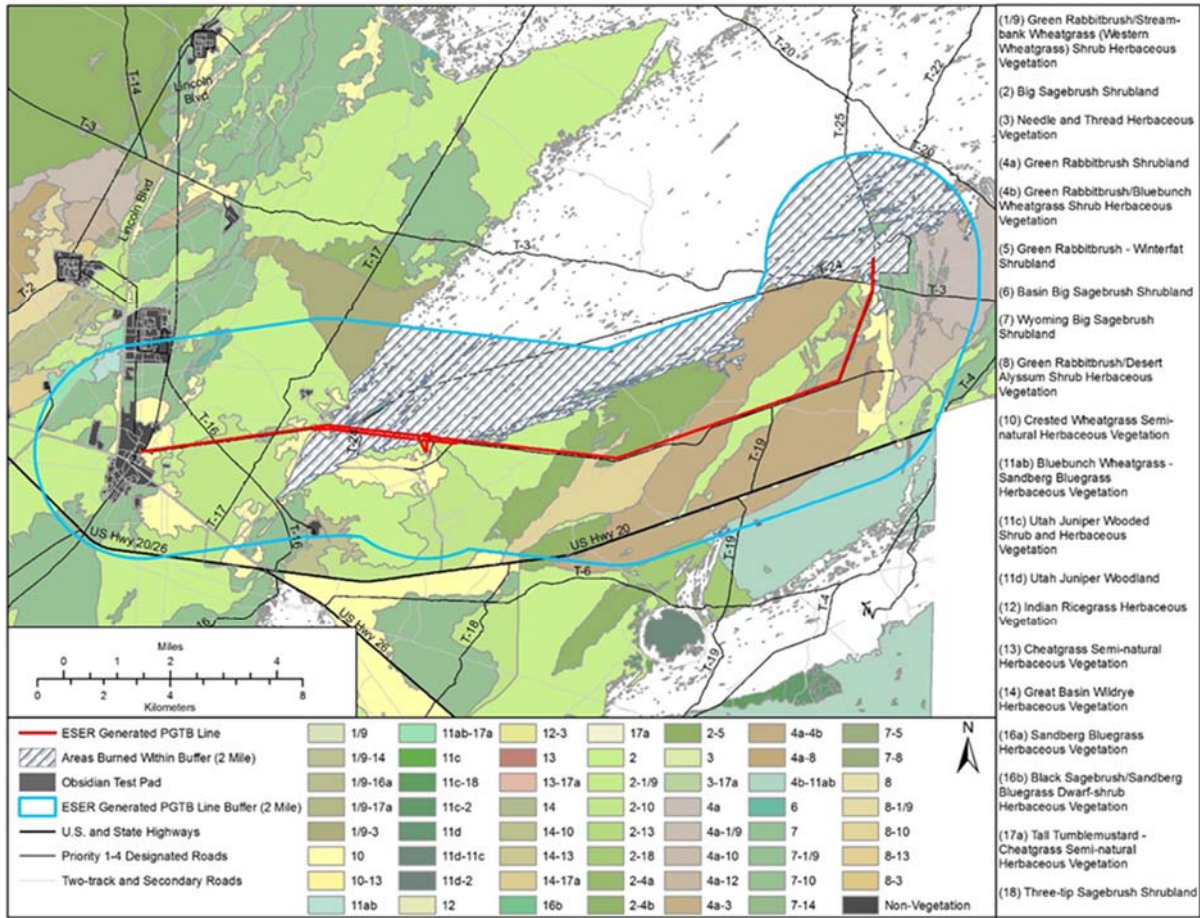 T-14
Lincoln Blvd
T-3
Lincoln Blvd
T-2
T-17
T-20
T-22
T-25
T-20
T-3
T-24
T-3
T-4
T-16
T-24
T-19
T-17
US Hwy 20/26
T-16
US Hwy 20
T-19
T-6
16
T-18
T-4
US Hwy 26
T-19
Miles
0 1 2 4
0 2 4 8
Kilometers
(1/9) Green Rabbitbrush/Stream-
bank Wheatgrass (Western
Wheatgrass) Shrub Herbaceous
Vegetation
(2) Big Sagebrush Shrubland
(3) Needle and Thread Herbaceous
Vegetation
(4a) Green Rabbitbrush Shrubland
(4b) Green Rabbitbrush/Bluebunch
Wheatgrass Shrub Herbaceous
Vegetation
(5) Green Rabbitbrush - Winterfat
Shrubland
(6) Basin Big Sagebrush Shrubland
(7) Wyoming Big Sagebrush
Shrubland
(8) Green Rabbitbrush/Desert
Alyssum Shrub Herbaceous
Vegetation
(10) Crested Wheatgrass Semi-
natural Herbaceous Vegetation
(11ab) Bluebunch Wheatgrass -
Sandberg Bluegrass
Herbaceous Vegetation
(11c) Utah Juniper Wooded
Shrub and Herbaceous
Vegetation
(11d) Utah Juniper Woodland
(12) Indian Ricegrass Herbaceous
Vegetation
(13) Cheatgrass Semi-natural
Herbaceous Vegetation
(14) Great Basin Wildrye
Herbaceous Vegetation
(16a) Sandberg Bluegrass
Herbaceous Vegetation
(16b) Black Sagebrush/Sandberg
Bluegrass Dwarf-shrub
Herbaceous Vegetation
(17a) Tall Tumblemustard -
Cheatgrass Semi-natural
Herbaceous Vegetation
(18) Three-tip Sagebrush Shrubland
ESER Generated PGTB Line
Areas Burned Within Buffer (2 Mile)
Obsidian Test Pad
ESER Generated PGTB Line Buffer (2 Mile)
U.S. and State Highways
Priority 1-4 Designated Roads
Two-track and Secondary Roads
1/9
1/9-14
1/9-16a
1/9-17a
1/9-3
10
10-13
11ab
11ab-17a
11c
11c-18
11c-2
11d
11d-11c
11d-2
12
12-3
13
13-17a
14
14-10
14-13
14-17a
16b
17a
2
2-1/9
2-10
2-13
2-18
2-4a
2-4b
2-5
3
3-17a
4a
4a-1/9
4a-10
4a-12
4a-3
4a-4b
4a-8
4b-11ab
6
7
7-1/9
7-10
7-14
7-5
7-8
8
8-1/9
8-10
8-13
8-3
Non-Vegetation
N